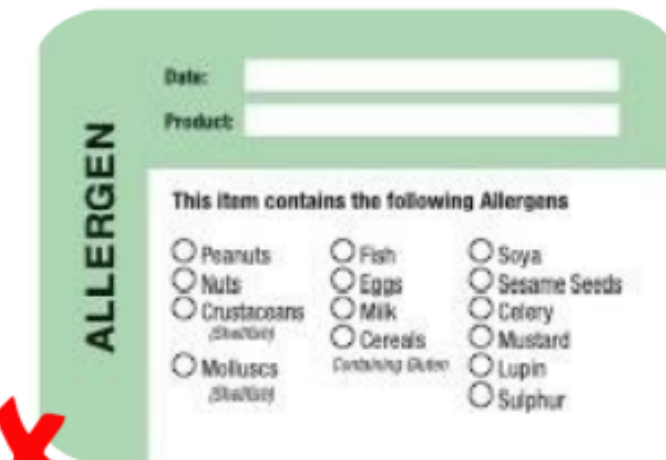 ALLERGEN
Date:
Product:
This item contains the following Allergens
Peanuts
Nuts
Crustaceans
(Shellfish)
Molluscs
(Shellfish)
Fish
Eggs
Milk
Cereals
Containing Gluten
Soya
Sesame Seeds
Celery
Mustard
Lupin
Sulphur